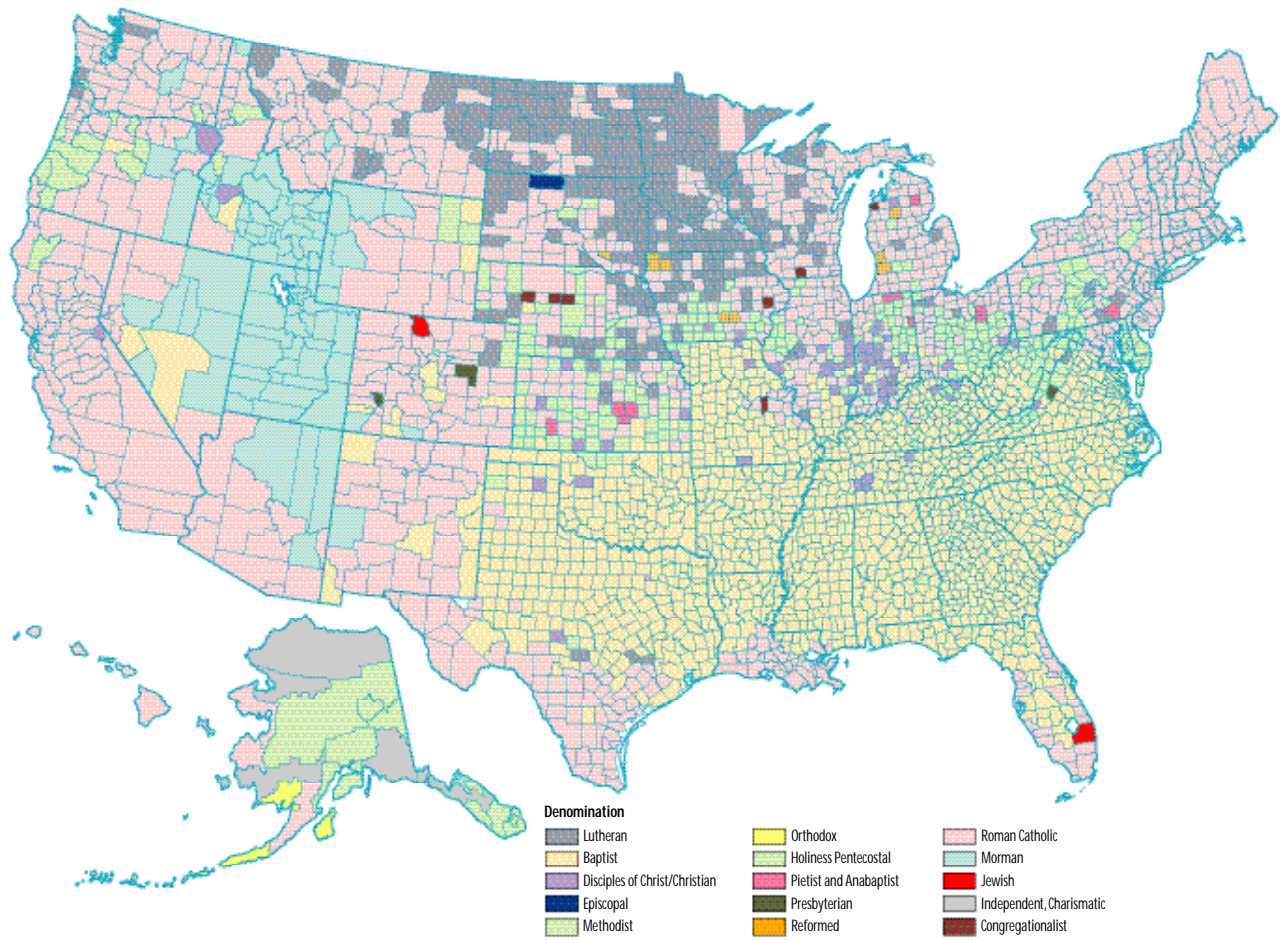 Denomination
Lutheran
Baptist
Disciples of Christ/Christian
Episcopal
Methodist
Orthodox
Holiness Pentecostal
Pietist and Anabaptist
Presbyterian
Reformed
Roman Catholic
Morman
Jewish
Independent, Charismatic
Congregationalist